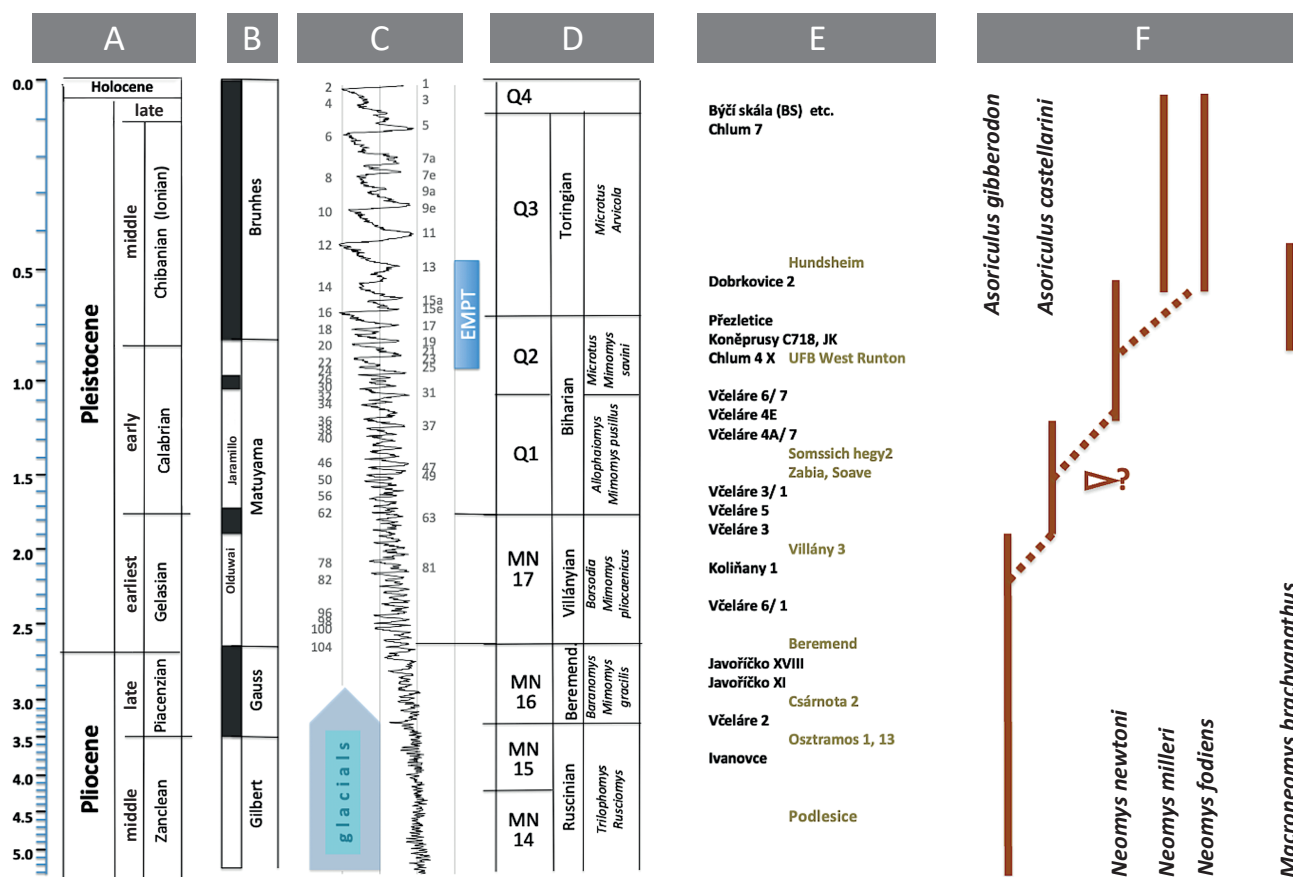 A
B
C
D
E
F
0.0
0.5
1.0
1.5
2.0
2.5
3.0
3.5
4.0
4.5
5.0
Holocene
Pleistocene
Pliocene
late
middle
early
earliest
late
middle
Chibanian (Ionian)
Calabrian
Gelasian
Piacenzian
Zanclean
Brunhes
Matuyama
Jaramillo
Olduwai
Gauss
Gilbert
2
4
6
8
10
12
14
16
18
20
22
24
26
30
32
34
36
38
40
46
50
56
62
78
82
96
98
100
104
1
3
5
7a
7e
9a
9e
11
13
15a
15e
17
19
21
23
25
31
37
47
49
63
81
EMPT
glacials
Q4
Q3
Q2
Q1
MN
17
MN
16
MN
15
MN
14
Toringian
Biharian
Villányian
Beremend
Ruscinian
Microtus
Arvicola
Microtus
Mimomys
savini
Allophaiomys
Mimomys pusillus
Borsodia
Mimomys
pliocaenicus
Baranomys
Mimomys
gracilis
Trilophomys
Rusciomys
Býčí skála (BS) etc.
Chlum 7
Hundsheim
Dobrkovice 2
Přezletice
Koněprusy C718, JK
Chlum 4 X UFB West Runton
Včeláre 6/ 7
Včeláre 4E
Včeláre 4A/ 7
Somssich hegy2
Zabia, Soave
Včeláre 3/ 1
Včeláre 5
Včeláre 3
Villány 3
Koliňany 1
Včeláre 6/ 1
Beremend
Javoříčko XVIII
Javoříčko XI
Csárnota 2
Včeláre 2
Osztramos 1, 13
Ivanovce
Podlesice
Asoriculus gibberodon
Asoriculus castellarini
?
Neomys newtoni
Neomys milleri
Neomys fodiens
Macroneomys brachygnathus